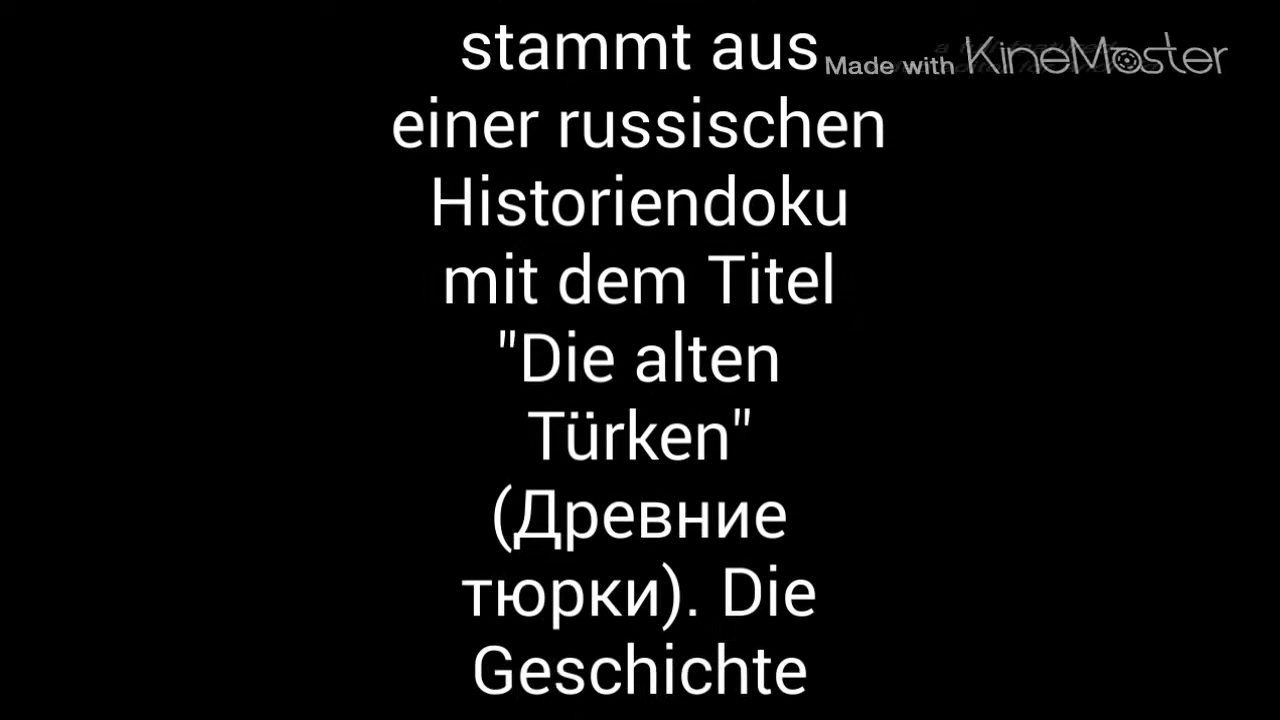 stammt aus
Made with KineMaster
einer russischen
Historiendoku
mit dem Titel
"Die alten
Türken"
(Древние
тюрки). Die
Geschichte